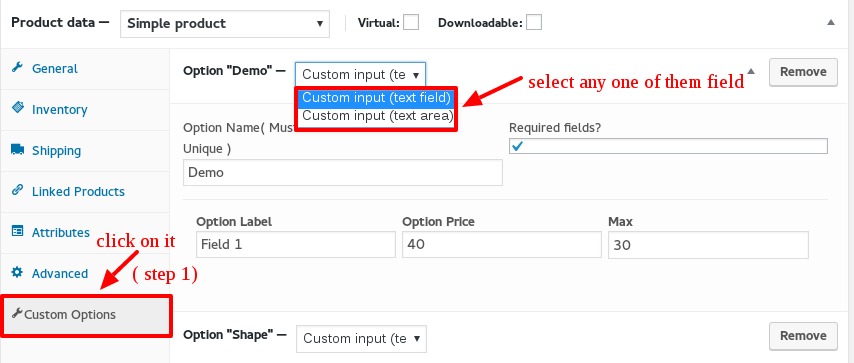 Product data — Simple product Virtual: Downloadable:
General
Inventory
Shipping
Linked Products
Attributes
Advanced
Custom Options
click on it
( step 1)
Option "Demo" — Custom input (te
Custom input (text field)
Custom input (text area)
select any one of them field
Remove
Option Name( Must
Unique )
Demo
Required fields?
Option Label Option Price Max
Field 1 40 30
Option "Shape" — Custom input (te Remove